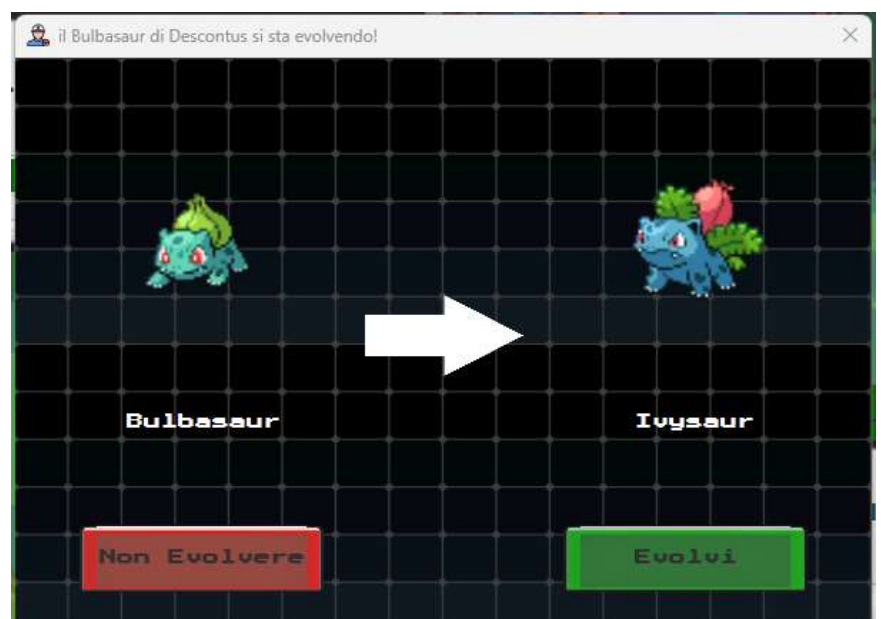 il Bulbasaur di Descontus si sta evolvendo!
Bulbasaur
Ivysaur
Non Evolvere
Evolvi